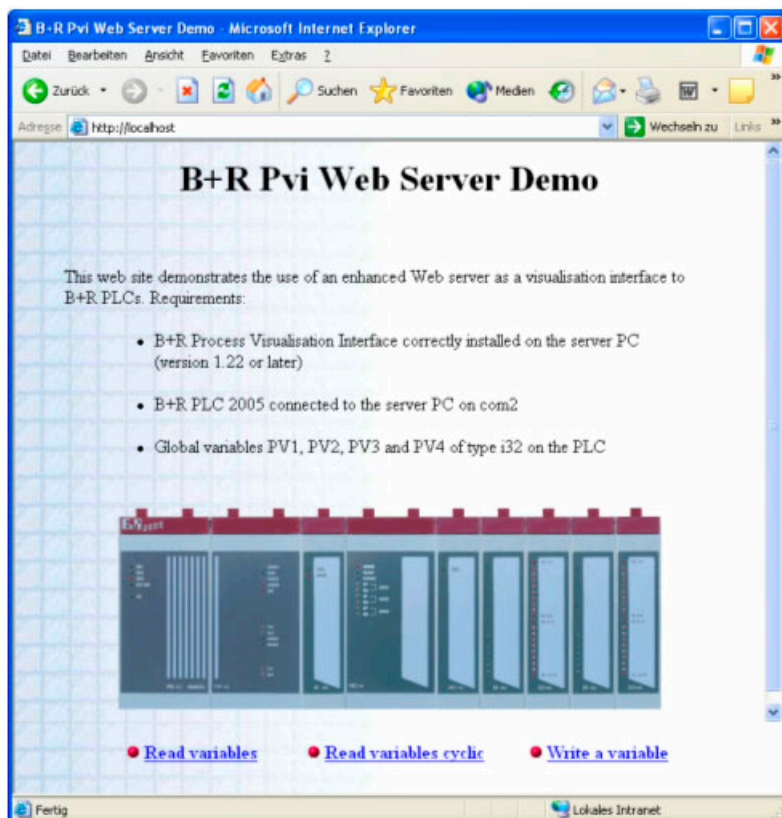 B+R Pvi Web Server Demo - Microsoft Internet Explorer
Datei Bearbeiten Ansicht Favoriten Extras ?
Zurück Suchen Favoriten Medien
Adresse http://localhost Wechseln zu Links
B+R Pvi Web Server Demo
This web site demonstrates the use of an enhanced Web server as a visualisation interface to
B+R PLCs. Requirements:
B+R Process Visualisation Interface correctly installed on the server PC
(version 1.22 or later)
B+R PLC 2005 connected to the server PC on com2
Global variables PV1, PV2, PV3 and PV4 of type i32 on the PLC
Read variables Read variables cyclic Write a variable
Fertig Lokales Intranet